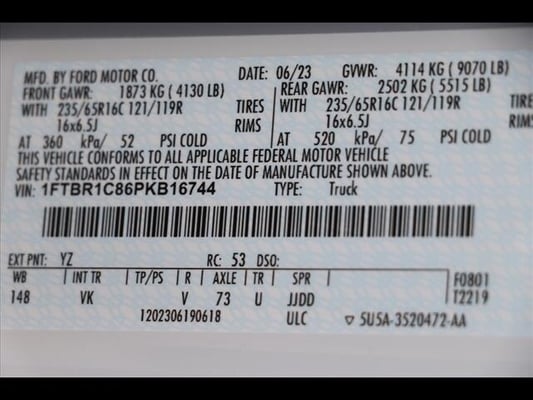 MFD. BY FORD MOTOR CO. DATE: 06/23 GVWR: 4114 KG ( 9070 LB)
FRONT GAWR: 1873 KG ( 4130 LB) REAR GAWR: 2502 KG ( 5515 LB)
WITH 235/65R16C 121/119R TIRES WITH 235/65R16C 121/119R TIRE
16x6.5J RIMS 16x6.5J RIMS
AT 360 kPa/ 52 PSI COLD AT 520 kPa/ 75 PSI COLD
THIS VEHICLE CONFORMS TO ALL APPLICABLE FEDERAL MOTOR VEHICLE
SAFETY STANDARDS IN EFFECT ON THE DATE OF MANUFACTURE SHOWN ABOVE.
VIN: 1FTBR1C86PKB16744 TYPE: Truck
EXT PNT: YZ RC: 53 DSO:
WB | INT TR | TP/PS | R | AXLE | TR | SPR F0801
148 VK V 73 U JJDD T2219
1202306190618 ULC ▽ 5U5A-3520472-AA